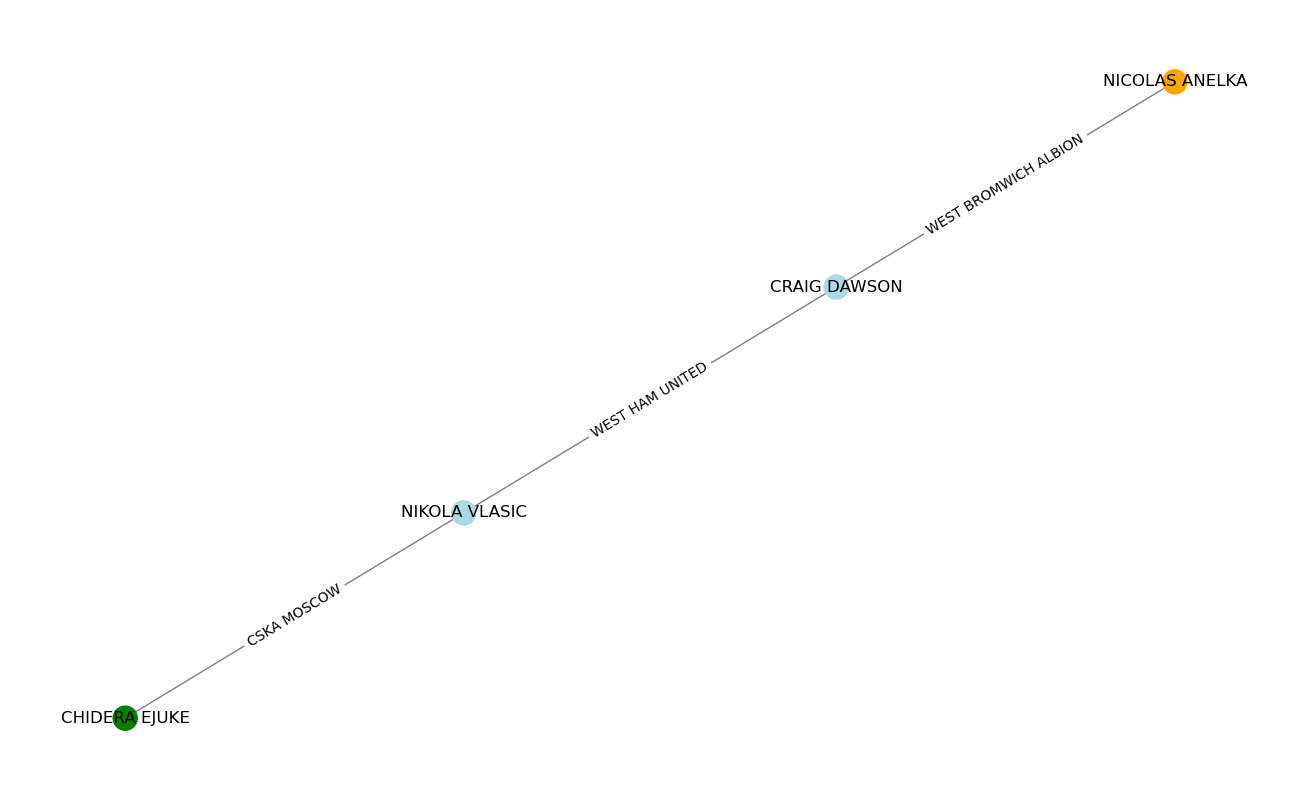 NICOLAS ANELKA
WEST BROMWICH ALBION
CRAIG DAWSON
WEST HAM UNITED
NIKOLA VLASIC
CSKA MOSCOW
CHIDERA EJUKE